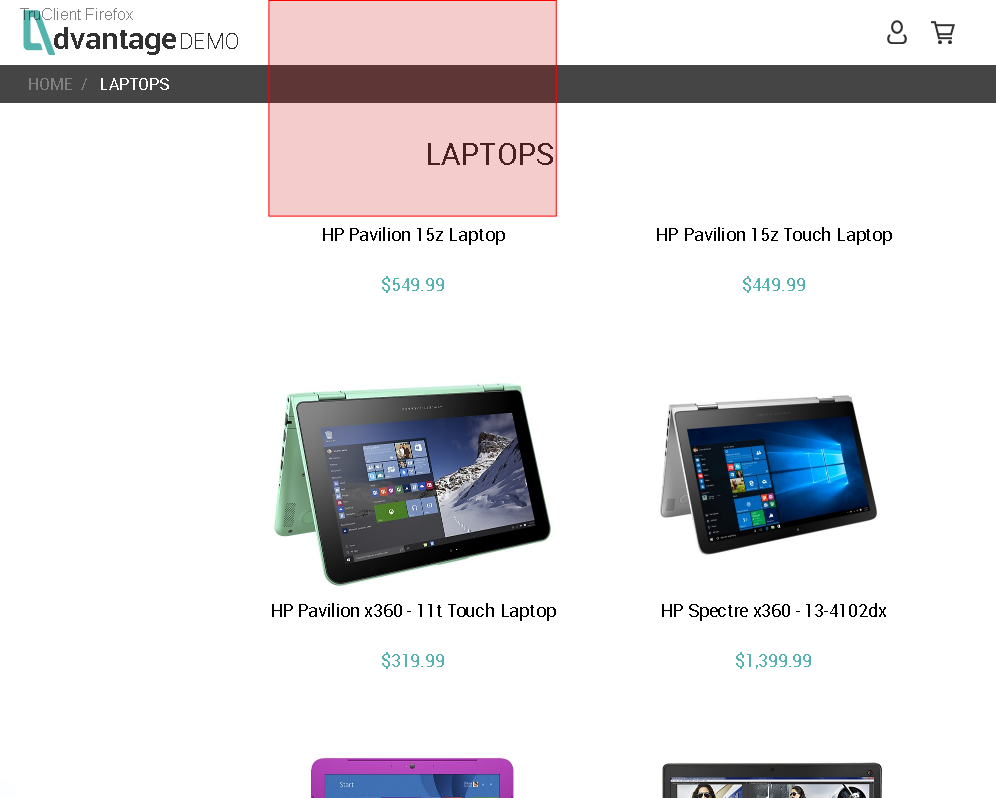 TruClient Firefox
dvantage DEMO
HOME / LAPTOPS
LAPTOPS
HP Pavilion 15z Laptop
HP Pavilion 15z Touch Laptop
$549.99
$449.99
HP Pavilion x360 - 11t Touch Laptop
HP Spectre x360 - 13-4102dx
$319.99
$1,399.99
Start